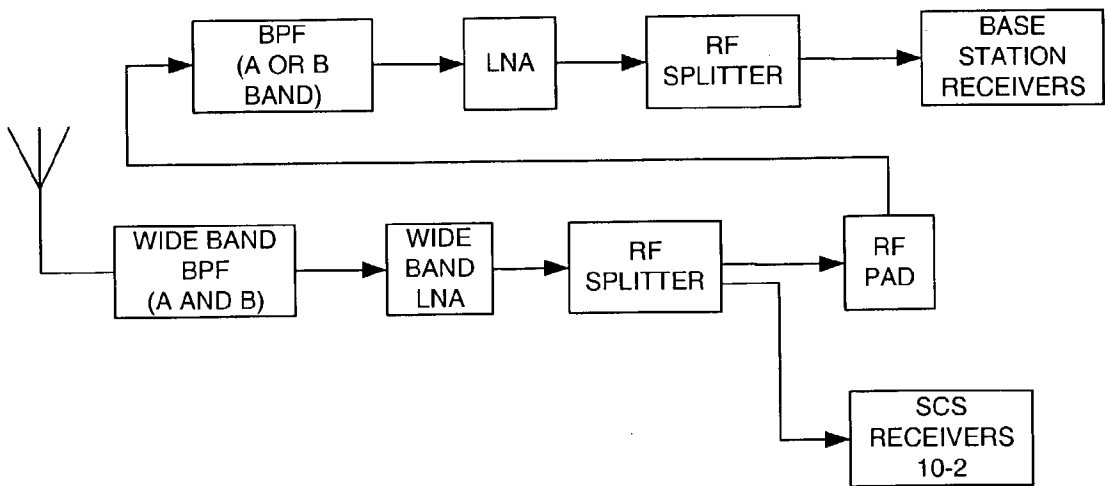 BPF
(A OR B
BAND)
LNA
RF
SPLITTER
BASE
STATION
RECEIVERS
WIDE BAND
BPF
(A AND B)
WIDE
BAND
LNA
RF
SPLITTER
RF
PAD
SCS
RECEIVERS
10-2